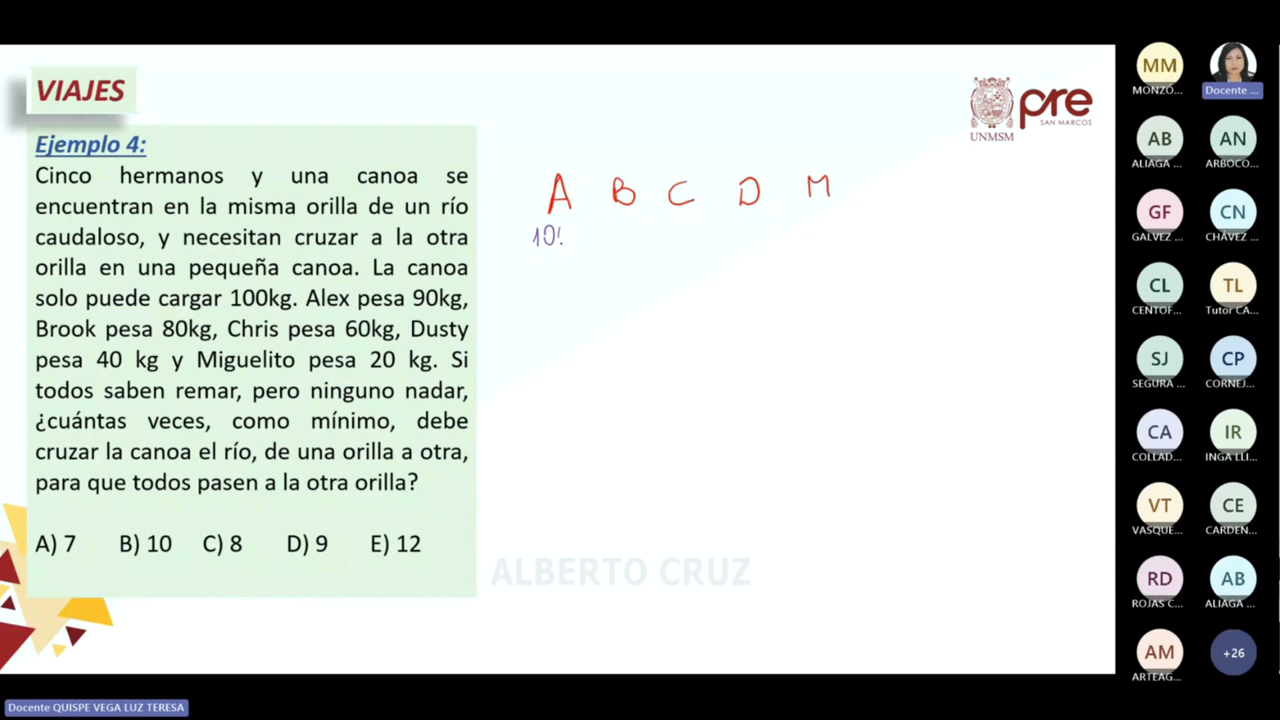 VIAJES
Ejemplo 4:
Cinco hermanos y una canoa se
encuentran en la misma orilla de un río
caudaloso, y necesitan cruzar a la otra
orilla en una pequeña canoa. La canoa
solo puede cargar 100kg. Alex pesa 90kg,
Brook pesa 80kg, Chris pesa 60kg, Dusty
pesa 40 kg y Miguelito pesa 20 kg. Si
todos saben remar, pero ninguno nadar,
¿cuántas veces, como mínimo, debe
cruzar la canoa el río, de una orilla a otra,
para que todos pasen a la otra orilla?
A) 7 B) 10 C) 8 D) 9 E) 12
A B C D M
ALBERTO CRUZ
UNMSM
pre
SAN MARCOS
MM
MONZÓ...
Docente ...
AB
ALIAGA ...
AN
ARBOCO...
GF
GALVEZ ...
CN
CHÁVEZ ...
CL
CENTOF...
TL
Tutor CA...
SJ
SEGURA ...
CP
CORNEJ...
CA
COLLAD...
IR
INGA LLI...
VT
VASQUE...
CE
CARDEN...
RD
ROJAS C...
AB
ALIAGA ...
AM
ARTEAG...
+26
Docente QUISPE VEGA LUZ TERESA